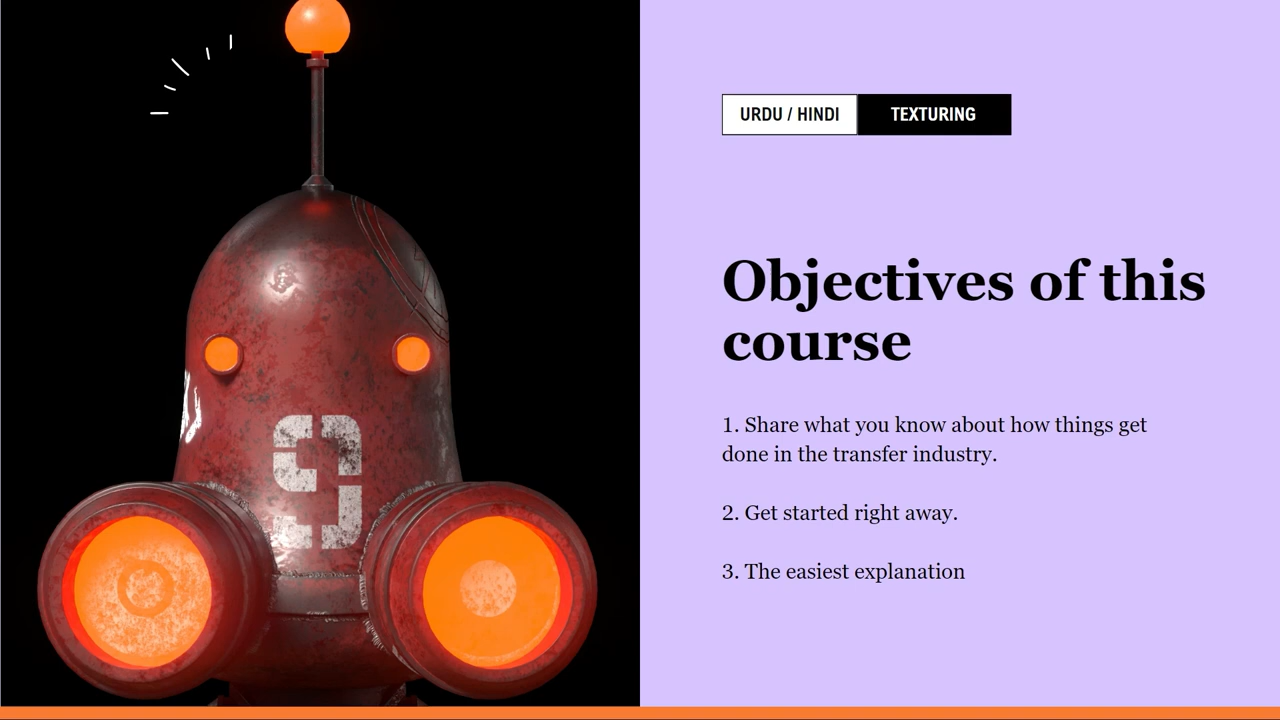 URDU / HINDI
TEXTURING
Objectives of this
course
1. Share what you know about how things get
done in the transfer industry.
2. Get started right away.
3. The easiest explanation
9